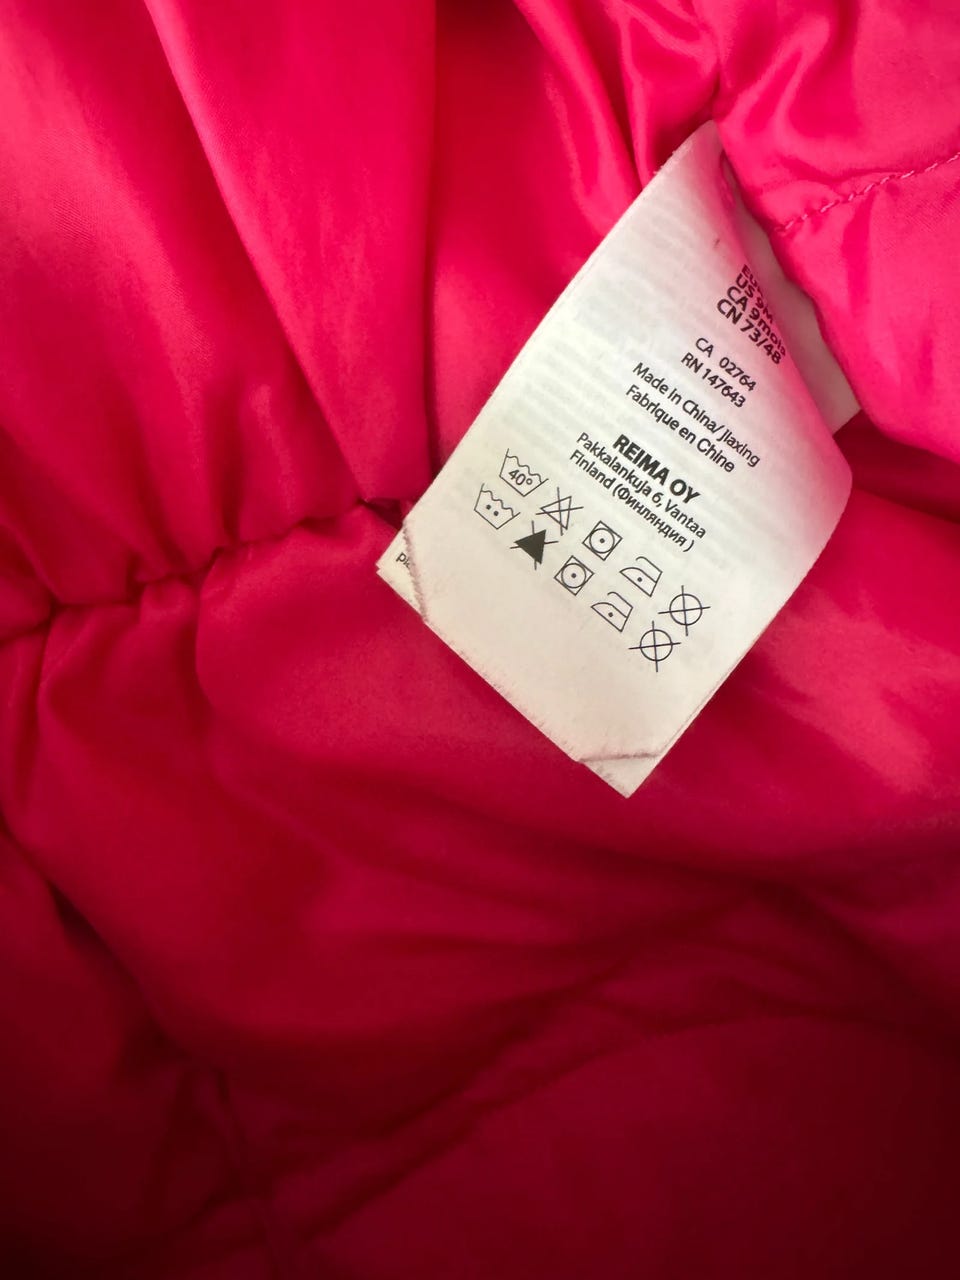 US 9M
CA 9mois
CN 73/48
CA 02764
RN 147643
Made in China/ Jiaxing
Fabrique en Chine
REIMA OY
Pakkalankuja 6, Vantaa
Finland (Финляндия )
40°